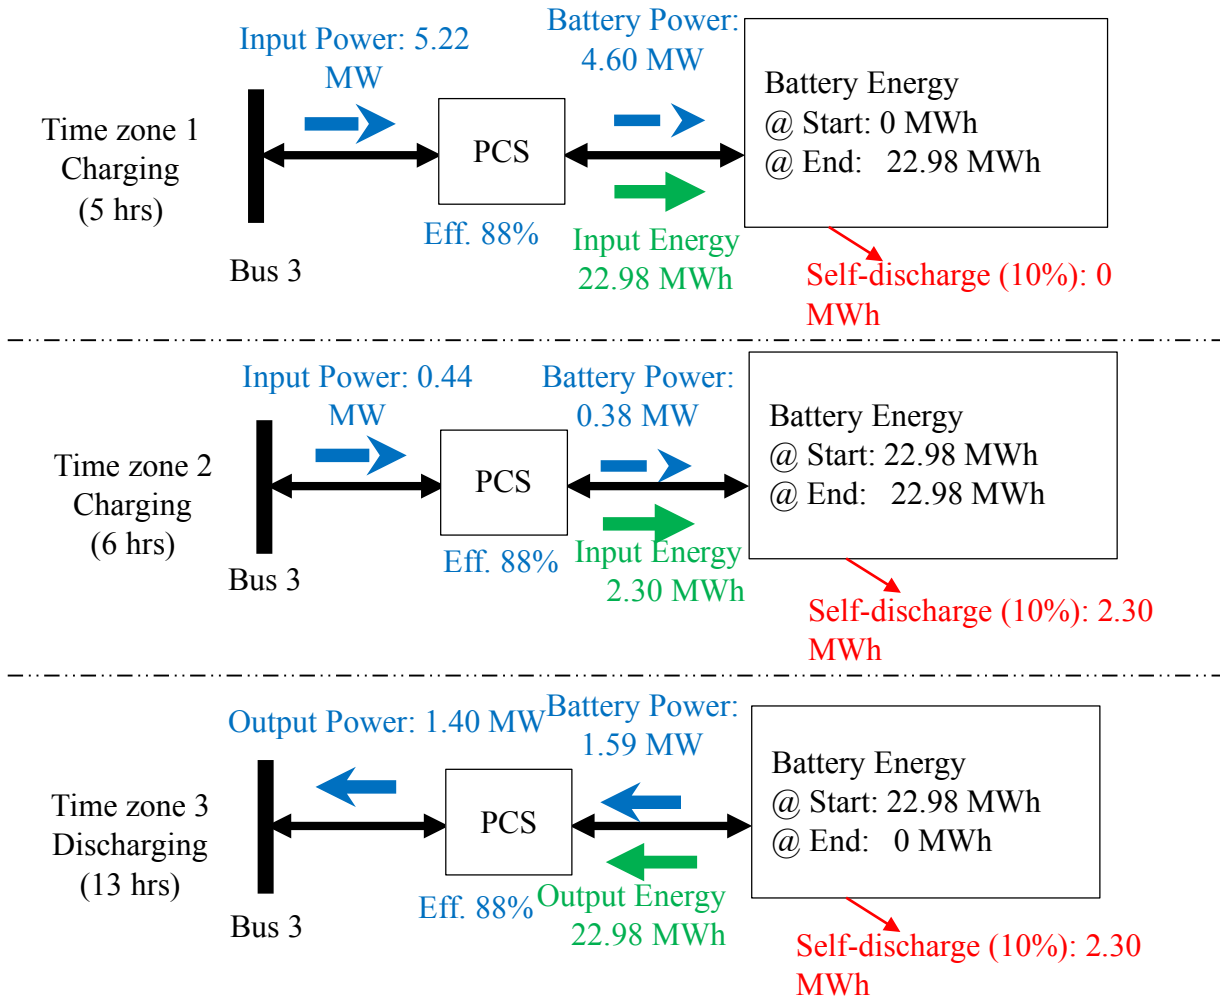 Input Power: 5.22
MW
Battery Power:
4.60 MW
Time zone 1
Charging
(5 hrs)
PCS
Battery Energy
@ Start: 0 MWh
@ End: 22.98 MWh
Eff. 88%
Bus 3
Input Energy
22.98 MWh
Self-discharge (10%): 0
MWh
Input Power: 0.44
MW
Battery Power:
0.38 MW
Time zone 2
Charging
(6 hrs)
PCS
Battery Energy
@ Start: 22.98 MWh
@ End: 22.98 MWh
Eff. 88%
Bus 3
Input Energy
2.30 MWh
Self-discharge (10%): 2.30
MWh
Output Power: 1.40 MW
Battery Power:
1.59 MW
Time zone 3
Discharging
(13 hrs)
PCS
Battery Energy
@ Start: 22.98 MWh
@ End: 0 MWh
Eff. 88%
Bus 3
Output Energy
22.98 MWh
Self-discharge (10%): 2.30
MWh